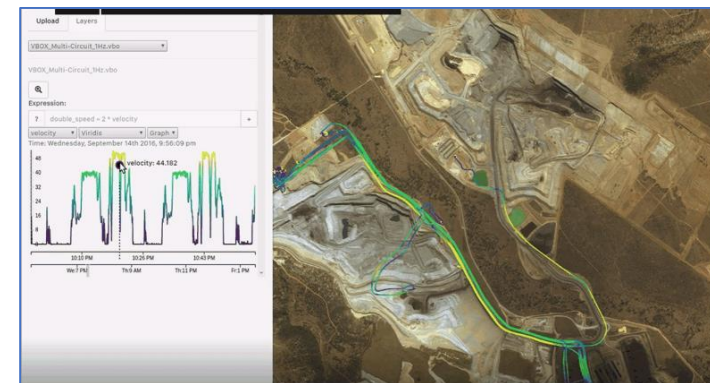 Upload Layers
VBOX_Multi-Circuit_1Hz.vbo
VBOX_Multi-Circuit_1Hz.vbo
Expression:
? double_speed = 2 * velocity +
velocity Viridis Graph
Time: Wednesday, September 14th 2016, 9:56:09 pm
48
velocity: 44.182
40
32
24
16
8
10:10 PM 10:26 PM 10:43 PM
We:7 PM Th:9 AM Th:11 PM Fr:1 PM